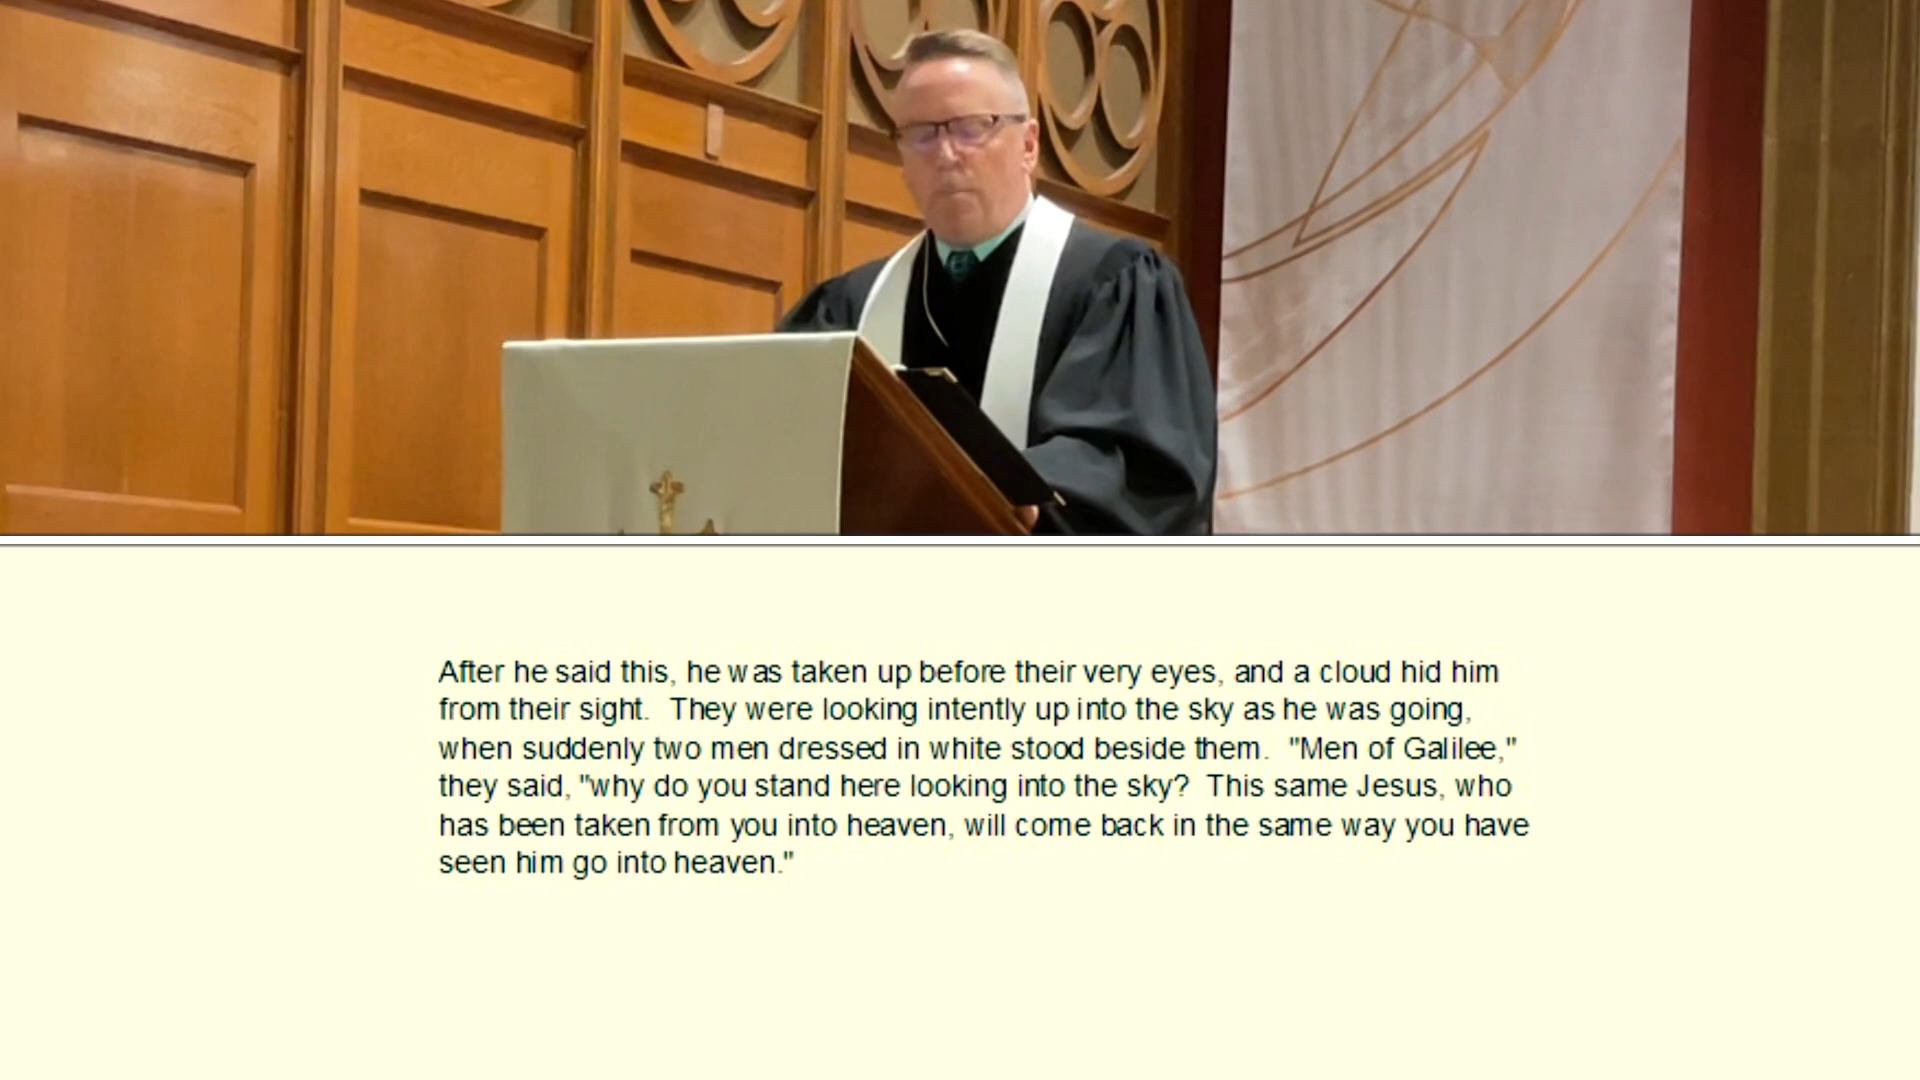 After he said this, he was taken up before their very eyes, and a cloud hid him
from their sight.  They were looking intently up into the sky as he was going,
when suddenly two men dressed in white stood beside them.  "Men of Galilee,"
they said, "why do you stand here looking into the sky?  This same Jesus, who
has been taken from you into heaven, will come back in the same way you have
seen him go into heaven."